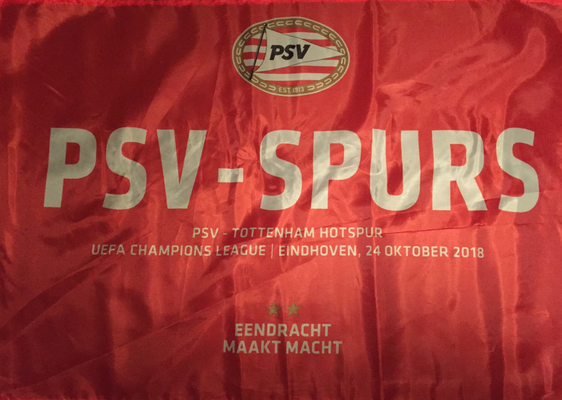 PSV
EST 1913
PSV-SPURS
PSV - TOTTENHAM HOTSPUR
UEFA CHAMPIONS LEAGUE | EINDHOVEN, 24 OKTOBER 2018
EENDRACHT
MAAKT MACHT